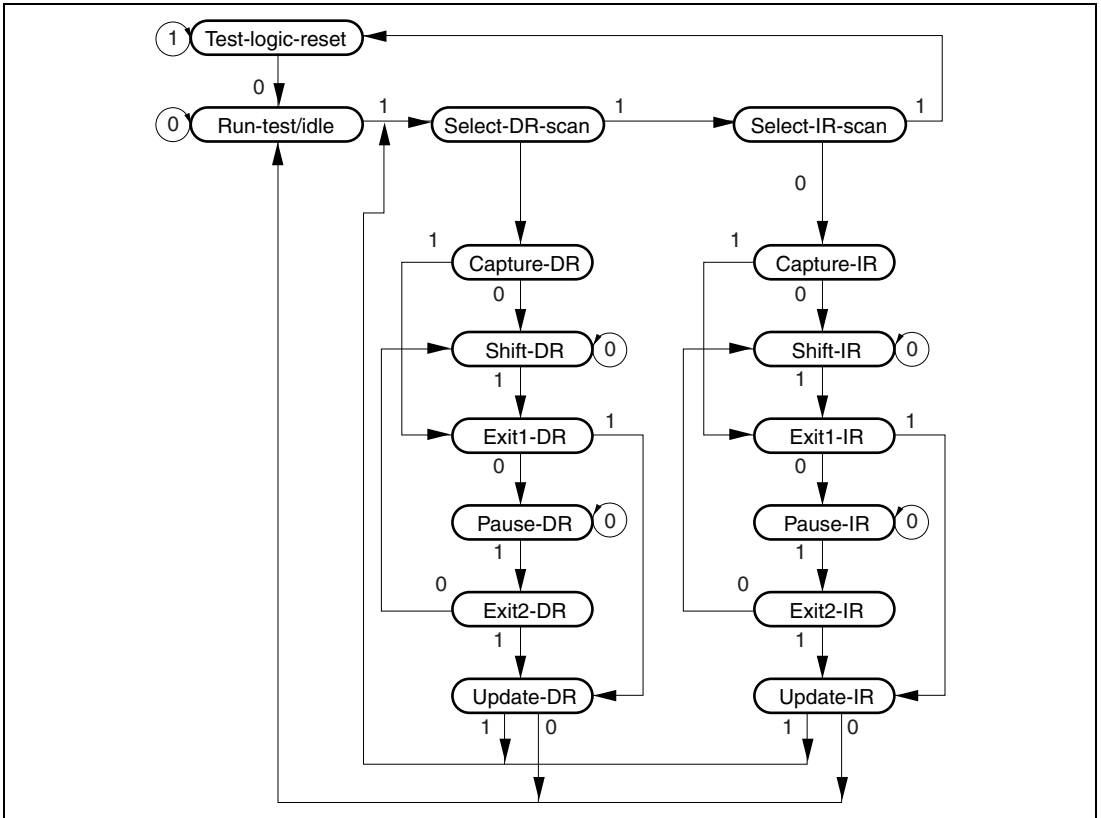 1 Test-logic-reset
0
0 Run-test/idle 1 Select-DR-scan 1 Select-IR-scan 1
0
1 Capture-DR 1 Capture-IR
0 0
Shift-DR 0 Shift-IR 0
1 1
Exit1-DR 1 Exit1-IR 1
0 0
Pause-DR 0 Pause-IR 0
1 1
0 Exit2-DR 0 Exit2-IR
1 1
Update-DR Update-IR
1 0 1 0